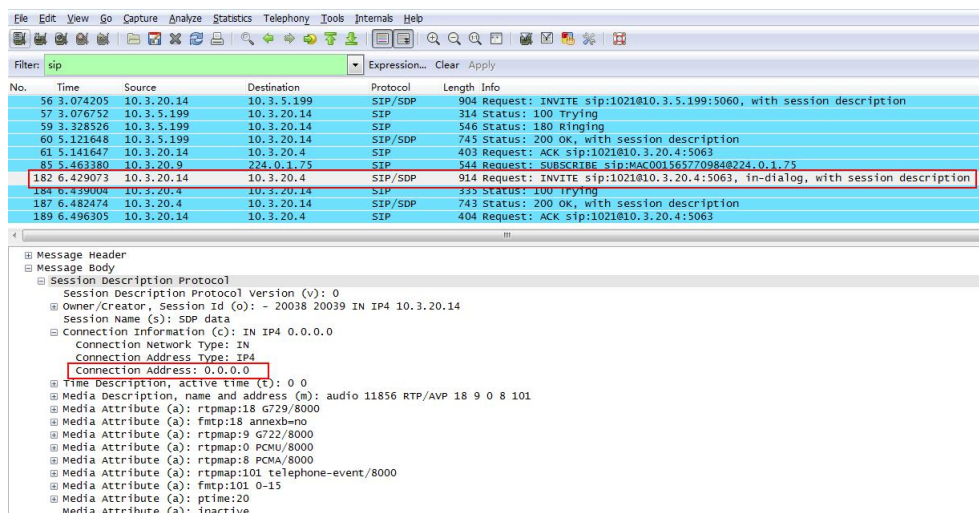 File Edit View Go Capture Analyze Statistics Telephony Tools Internals Help
Filter: sip Expression... Clear Apply
No. Time Source Destination Protocol Length Info
56 3.074205 10.3.20.14 10.3.5.199 SIP/SDP 904 Request: INVITE sip:1021@10.3.5.199:5060, with session description
57 3.076752 10.3.5.199 10.3.20.14 SIP 314 Status: 100 Trying
59 3.328526 10.3.5.199 10.3.20.14 SIP 546 Status: 180 Ringing
60 5.121648 10.3.5.199 10.3.20.14 SIP/SDP 745 Status: 200 OK, with session description
61 5.141647 10.3.20.14 10.3.20.4 SIP 403 Request: ACK sip:1021@10.3.20.4:5063
85 5.463380 10.3.20.9 224.0.1.75 SIP 544 Request: SUBSCRIBE sip:MAC001565770984@224.0.1.75
182 6.429073 10.3.20.14 10.3.20.4 SIP/SDP 914 Request: INVITE sip:1021@10.3.20.4:5063, in-dialog, with session description
184 6.439004 10.3.20.4 10.3.20.14 SIP 335 Status: 100 Trying
187 6.482474 10.3.20.4 10.3.20.14 SIP/SDP 743 Status: 200 OK, with session description
189 6.496305 10.3.20.14 10.3.20.4 SIP 404 Request: ACK sip:1021@10.3.20.4:5063
Message Header
Message Body
Session Description Protocol
Session Description Protocol Version (v): 0
Owner/Creator, Session Id (o): - 20038 20039 IN IP4 10.3.20.14
Session Name (s): SDP data
Connection Information (c): IN IP4 0.0.0.0
Connection Network Type: IN
Connection Address Type: IP4
Connection Address: 0.0.0.0
Time Description, active time (t): 0 0
Media Description, name and address (m): audio 11856 RTP/AVP 18 9 0 8 101
Media Attribute (a): rtpmap:18 G729/8000
Media Attribute (a): fmtp:18 annexb=no
Media Attribute (a): rtpmap:9 G722/8000
Media Attribute (a): rtpmap:0 PCMU/8000
Media Attribute (a): rtpmap:8 PCMA/8000
Media Attribute (a): rtpmap:101 telephone-event/8000
Media Attribute (a): fmtp:101 0-15
Media Attribute (a): ptime:20
Media Attribute (a): inactive